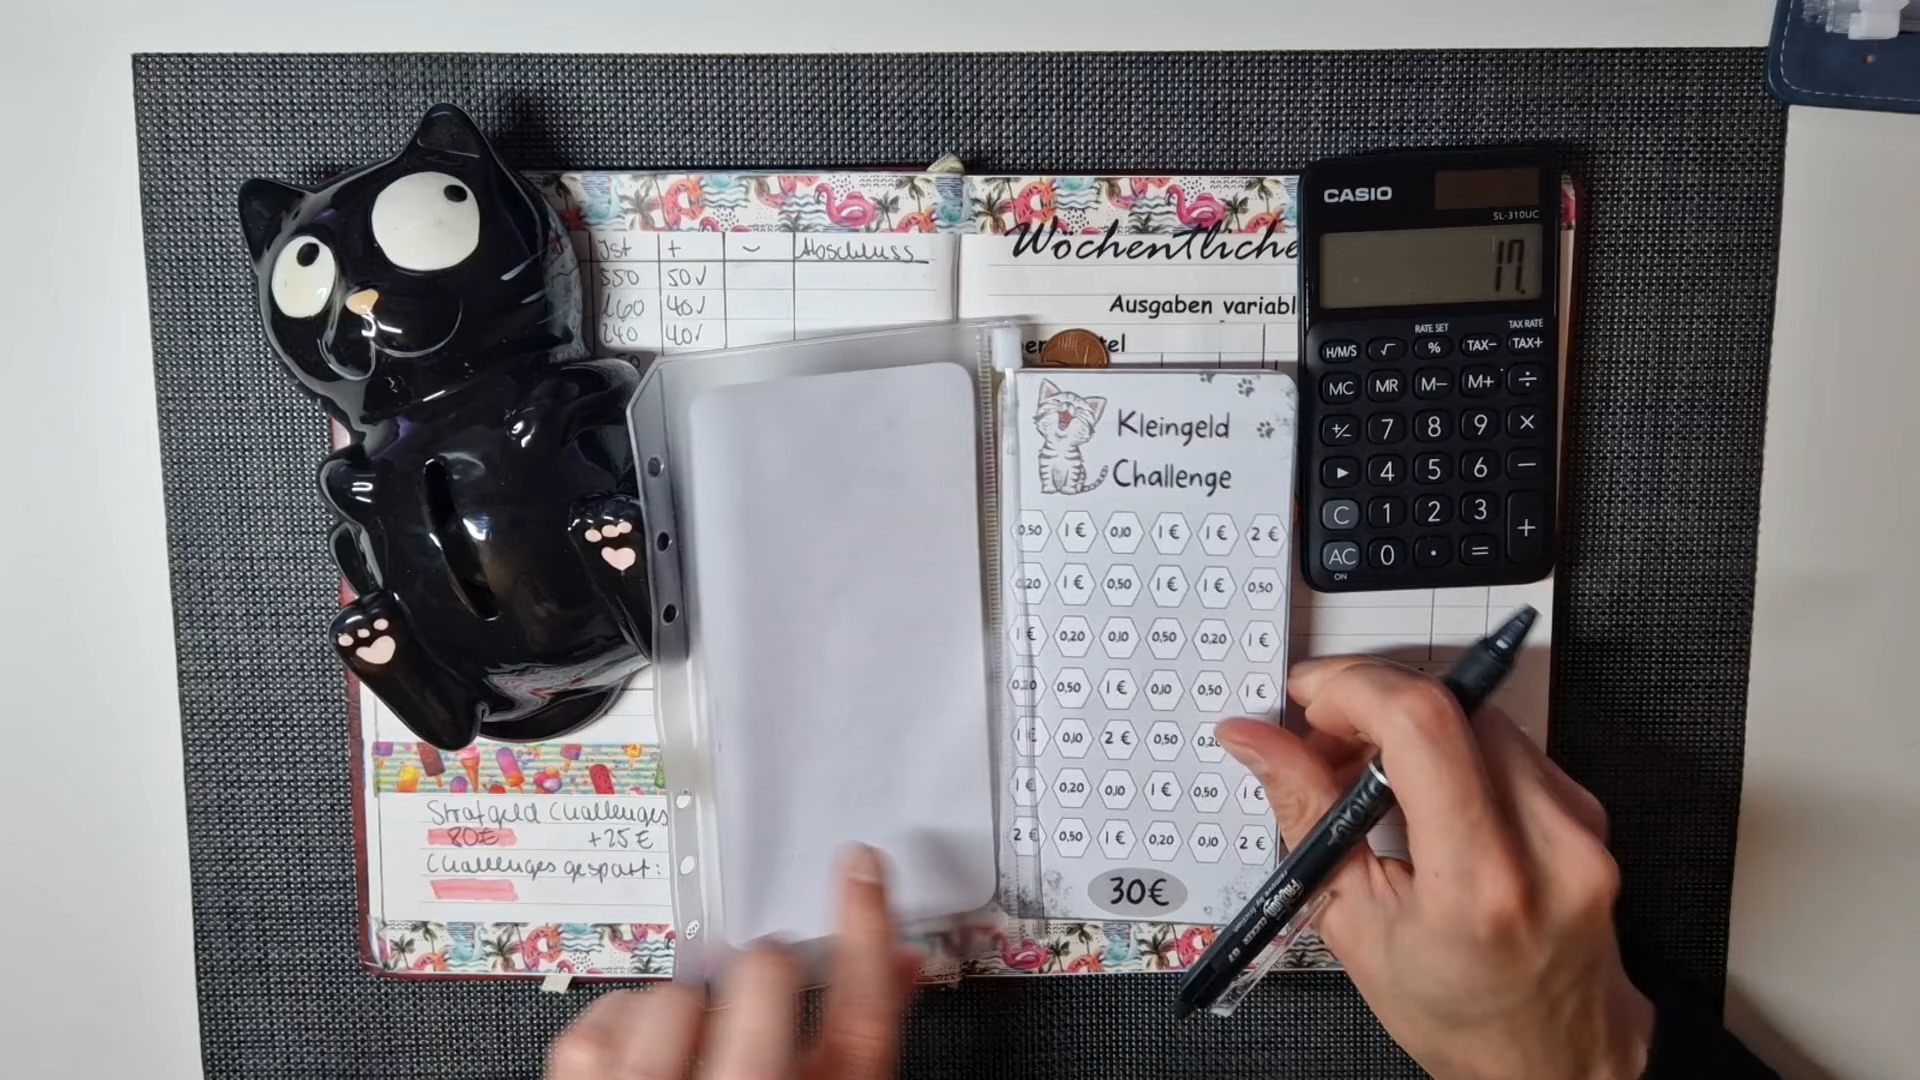 Ist + - Abschluss
550 50✓
260 40✓
240 40✓
Strafgeld Challenges
80€ +25€
Challenges gespart:
Wöchentliche
Ausgaben variabl
Kleingeld
Challenge
0,50 1 € 0,10 1 € 1 € 2 €
0,20 1 € 0,50 1 € 1 € 0,50
1 € 0,20 0,10 0,50 0,20 1 €
0,20 0,50 1 € 0,10 0,50 1 €
1 € 0,10 2 € 0,50 0,20
1 € 0,20 0,10 1 € 0,50 1 €
2 € 0,50 1 € 0,20 0,10 2 €
30€
CASIO
SL-310UC
17.
RATE SET TAX RATE
H/M/S √ % TAX- TAX+
MC MR M- M+ ÷
+/- 7 8 9 ×
▶ 4 5 6 -
C 1 2 3 +
AC 0 · =
ON